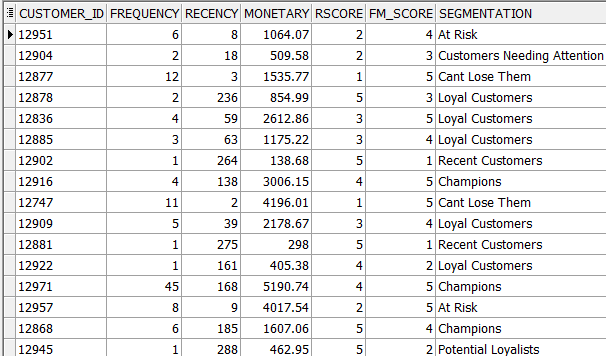 CUSTOMER_ID FREQUENCY RECENCY MONETARY RSCORE FM_SCORE SEGMENTATION
12951 6 8 1064.07 2 4 At Risk
12904 2 18 509.58 2 3 Customers Needing Attention
12877 12 3 1535.77 1 5 Cant Lose Them
12878 2 236 854.99 5 3 Loyal Customers
12836 4 59 2612.86 3 5 Loyal Customers
12885 3 63 1175.22 3 4 Loyal Customers
12902 1 264 138.68 5 1 Recent Customers
12916 4 138 3006.15 4 5 Champions
12747 11 2 4196.01 1 5 Cant Lose Them
12909 5 39 2178.67 3 4 Loyal Customers
12881 1 275 298 5 1 Recent Customers
12922 1 161 405.38 4 2 Loyal Customers
12971 45 168 5190.74 4 5 Champions
12957 8 9 4017.54 2 5 At Risk
12868 6 185 1607.06 5 4 Champions
12945 1 288 462.95 5 2 Potential Loyalists